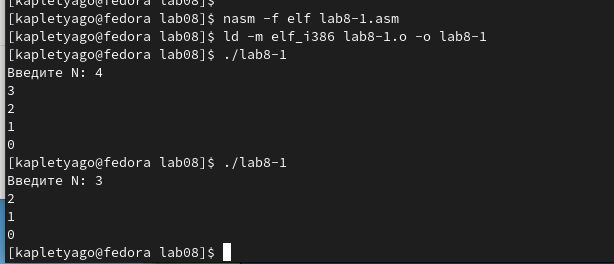 [kapletyago@fedora lab08]$
[kapletyago@fedora lab08]$ nasm -f elf lab8-1.asm
[kapletyago@fedora lab08]$ ld -m elf_i386 lab8-1.o -o lab8-1
[kapletyago@fedora lab08]$ ./lab8-1
Введите N: 4
3
2
1
0
[kapletyago@fedora lab08]$ ./lab8-1
Введите N: 3
2
1
0
[kapletyago@fedora lab08]$